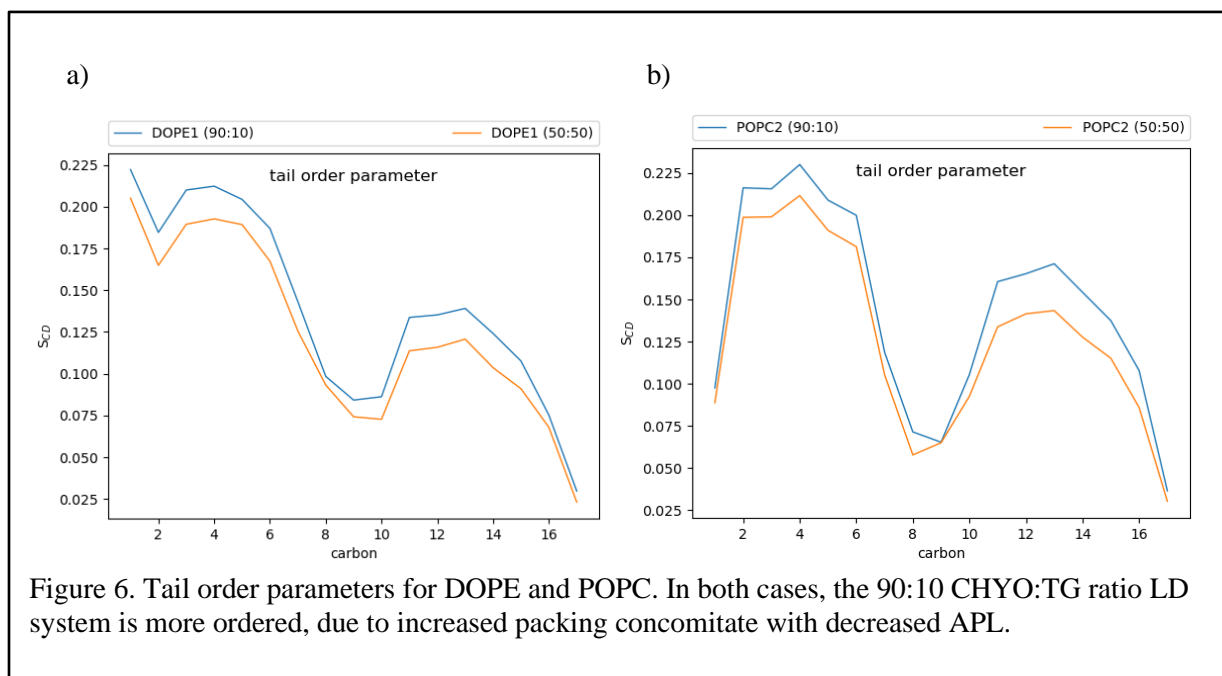 a)
b)
DOPE1 (90:10) DOPE1 (50:50)
POPC2 (90:10) POPC2 (50:50)
tail order parameter
tail order parameter
0.225
0.200
0.175
0.150
0.125
0.100
0.075
0.050
0.025
S_CD
2 4 6 8 10 12 14 16
carbon
0.225
0.200
0.175
0.150
0.125
0.100
0.075
0.050
0.025
S_CD
2 4 6 8 10 12 14 16
carbon
Figure 6. Tail order parameters for DOPE and POPC. In both cases, the 90:10 CHYO:TG ratio LD
system is more ordered, due to increased packing concomitate with decreased APL.